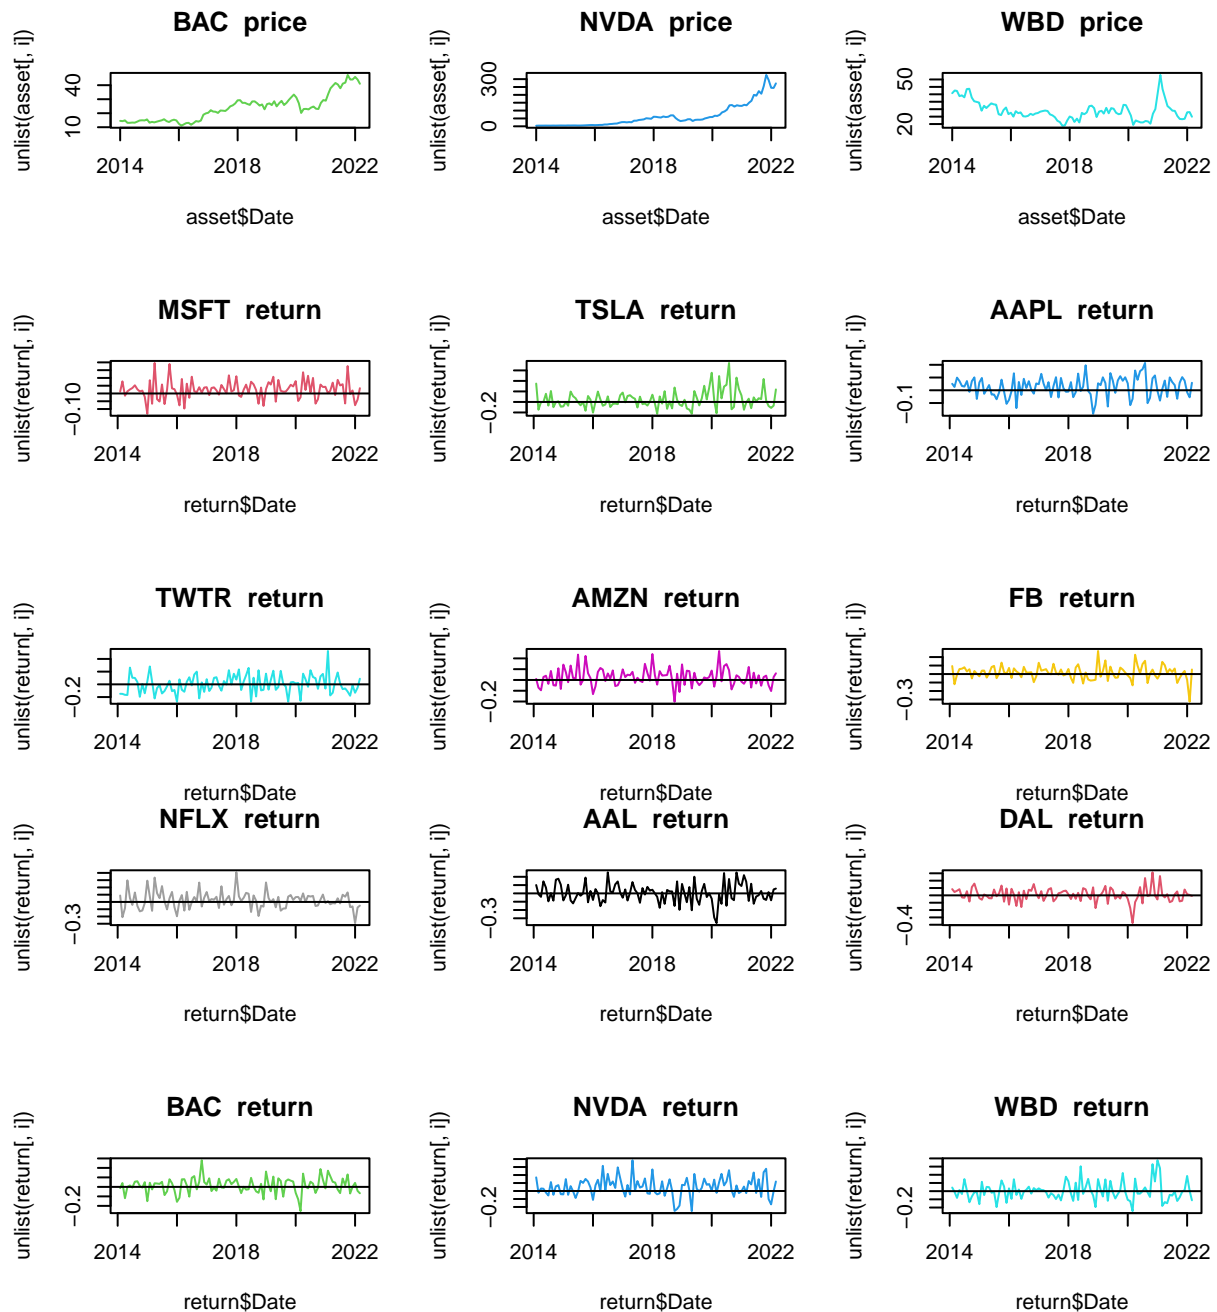 BAC price
NVDA price
WBD price
unlist(asset[, i])
10
40
2014
2018
2022
asset$Date
unlist(asset[, i])
0
300
2014
2018
2022
asset$Date
unlist(asset[, i])
20
50
2014
2018
2022
asset$Date
MSFT return
TSLA return
AAPL return
unlist(return[, i])
−0.10
2014
2018
2022
return$Date
unlist(return[, i])
−0.2
2014
2018
2022
return$Date
unlist(return[, i])
−0.1
2014
2018
2022
return$Date
TWTR return
AMZN return
FB return
unlist(return[, i])
−0.2
2014
2018
2022
return$Date
unlist(return[, i])
−0.2
2014
2018
2022
return$Date
unlist(return[, i])
−0.3
2014
2018
2022
return$Date
NFLX return
AAL return
DAL return
unlist(return[, i])
−0.3
2014
2018
2022
return$Date
unlist(return[, i])
−0.3
2014
2018
2022
return$Date
unlist(return[, i])
−0.4
2014
2018
2022
return$Date
BAC return
NVDA return
WBD return
unlist(return[, i])
−0.2
2014
2018
2022
return$Date
unlist(return[, i])
−0.2
2014
2018
2022
return$Date
unlist(return[, i])
−0.2
2014
2018
2022
return$Date